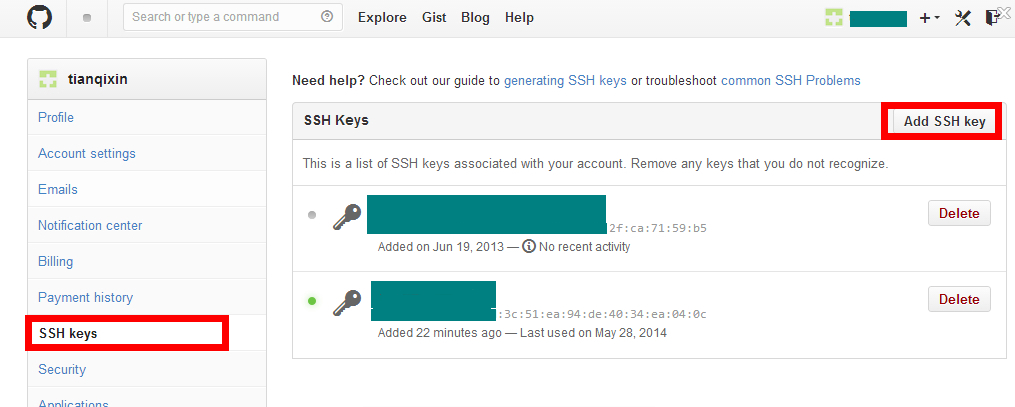 Search or type a command Explore Gist Blog Help
tianqixin
Profile
Account settings
Emails
Notification center
Billing
Payment history
SSH keys
Security
Applications
Need help? Check out our guide to generating SSH keys or troubleshoot common SSH Problems
SSH Keys Add SSH key
This is a list of SSH keys associated with your account. Remove any keys that you do not recognize.
2f:ca:71:59:b5 Delete
Added on Jun 19, 2013 — No recent activity
:3c:51:ea:94:de:40:34:ea:04:0c Delete
Added 22 minutes ago — Last used on May 28, 2014